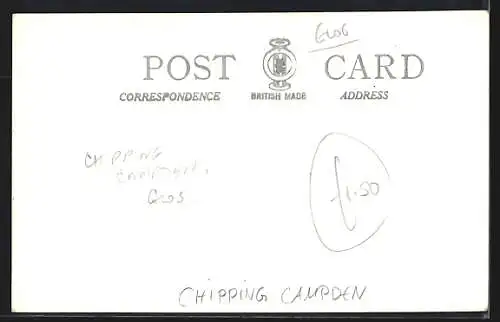 GLOS
POST CARD
CORRESPONDENCE BRITISH MADE ADDRESS
CHIPPING
CAMPDEN,
GLOS
£1.50
CHIPPING CAMPDEN